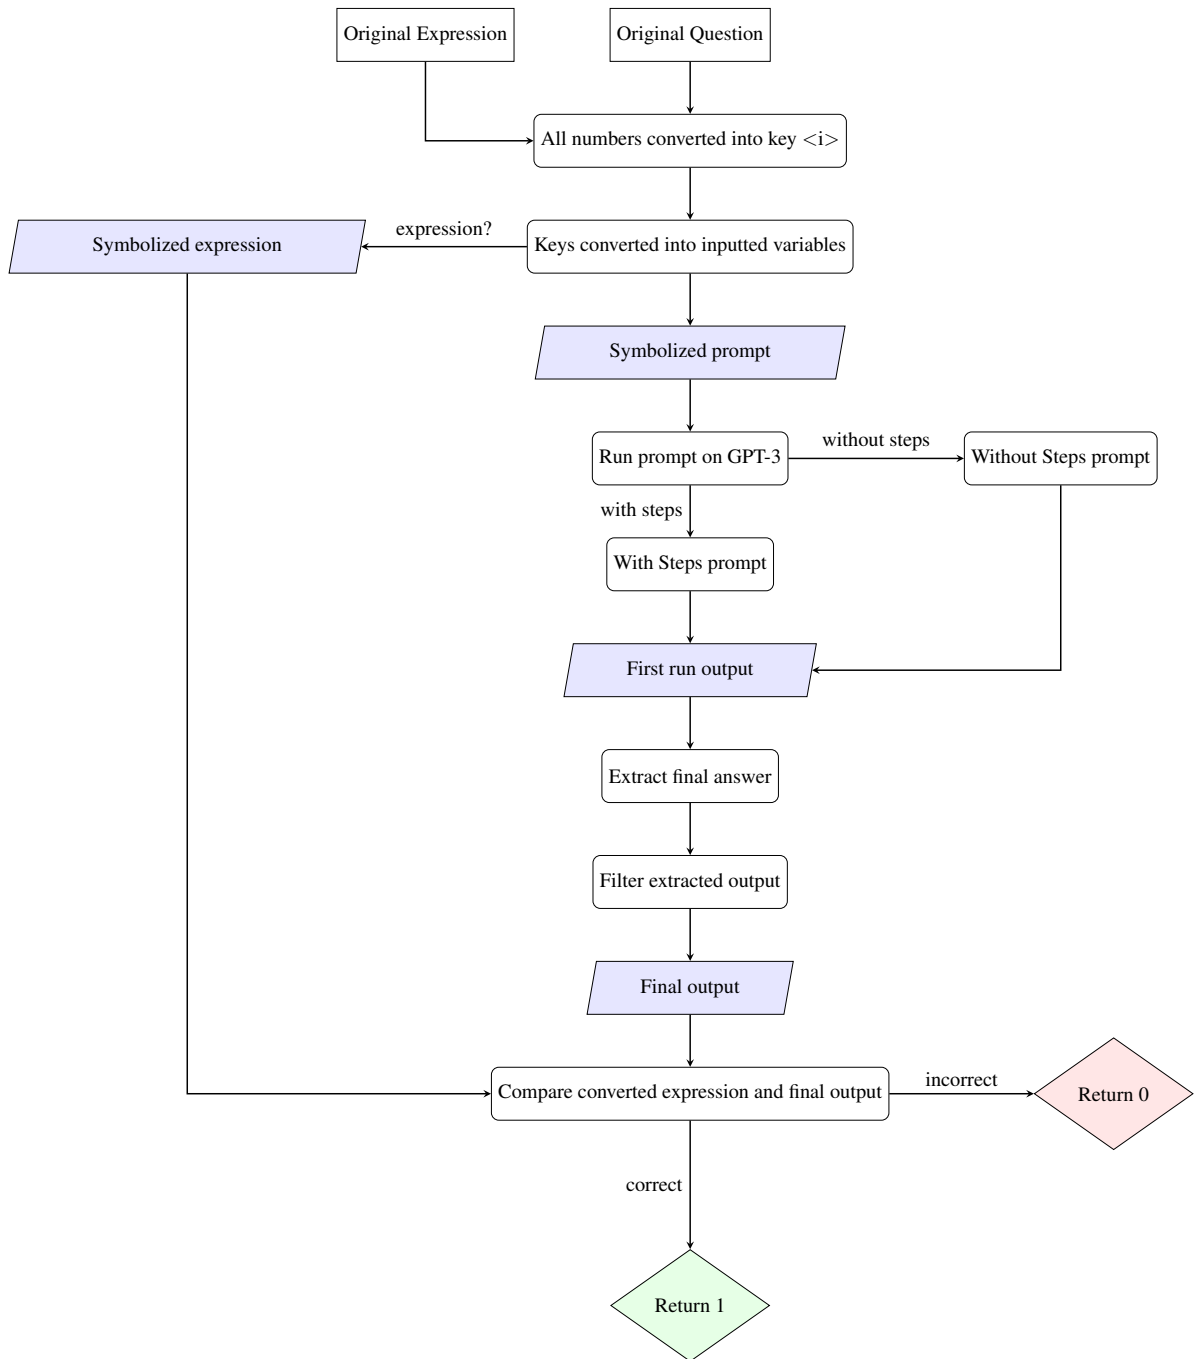 Original Expression
Original Question
All numbers converted into key <i>
Symbolized expression
expression?
Keys converted into inputted variables
Symbolized prompt
Run prompt on GPT-3
without steps
Without Steps prompt
with steps
With Steps prompt
First run output
Extract final answer
Filter extracted output
Final output
Compare converted expression and final output
incorrect
Return 0
correct
Return 1